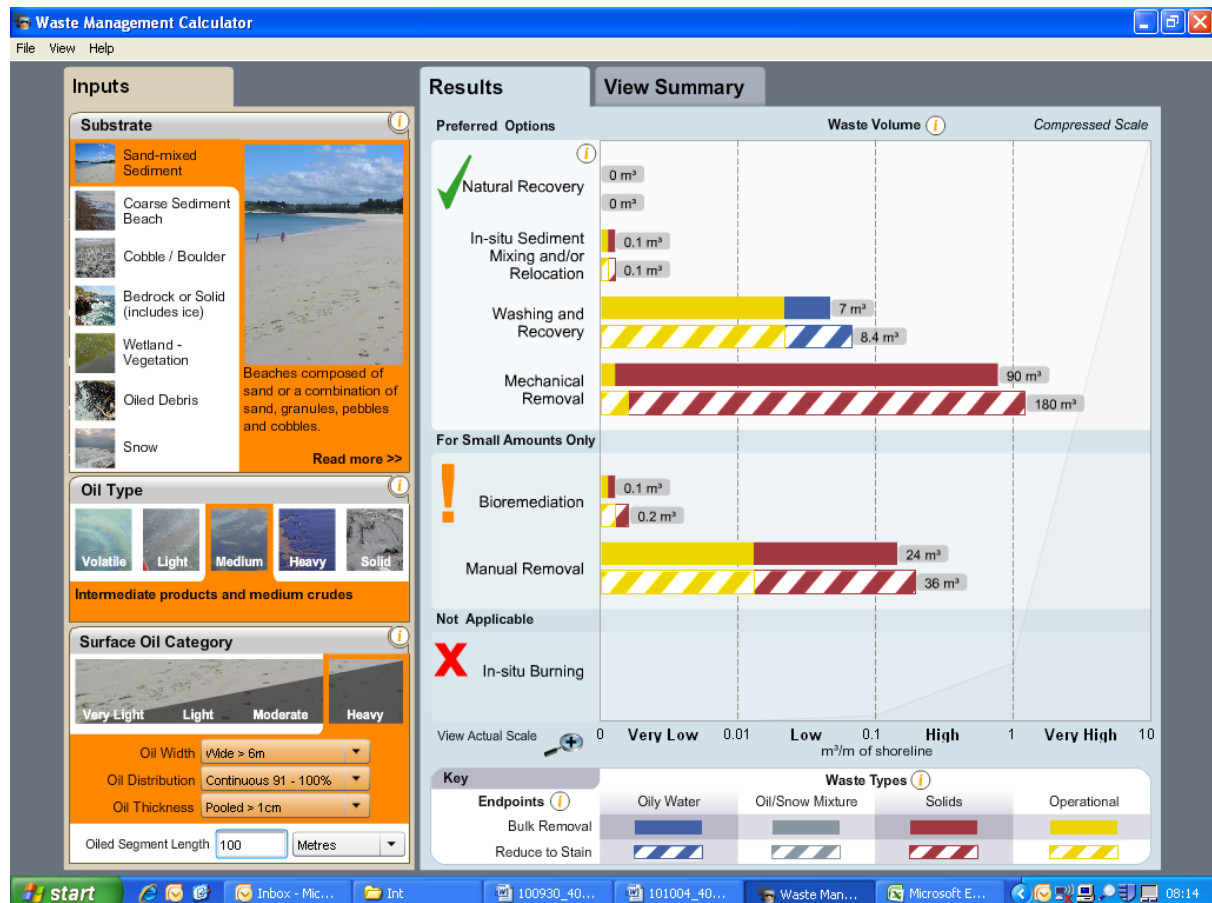 Waste Management Calculator
File View Help
Inputs
Substrate
Sand-mixed
Sediment
Coarse Sediment
Beach
Cobble / Boulder
Bedrock or Solid
(includes ice)
Wetland -
Vegetation
Oiled Debris
Snow
Beaches composed of
sand or a combination of
sand, granules, pebbles
and cobbles.
Read more >>
Oil Type
Volatile Light Medium Heavy Solid
Intermediate products and medium crudes
Surface Oil Category
Very Light Light Moderate Heavy
Oil Width Wide > 6m
Oil Distribution Continuous 91 - 100%
Oil Thickness Pooled > 1cm
Oiled Segment Length 100 Metres
Results View Summary
Preferred Options Waste Volume Compressed Scale
Natural Recovery
0 m³
0 m³
In-situ Sediment
Mixing and/or
Relocation
0.1 m³
0.1 m³
Washing and
Recovery
7 m³
8.4 m³
Mechanical
Removal
90 m³
180 m³
For Small Amounts Only
!
Bioremediation
0.1 m³
0.2 m³
Manual Removal
24 m³
36 m³
Not Applicable
X
In-situ Burning
View Actual Scale 0 Very Low 0.01 Low 0.1 High 1 Very High 10
m³/m of shoreline
Key Waste Types
Endpoints Oily Water Oil/Snow Mixture Solids Operational
Bulk Removal
Reduce to Stain
start Inbox - Mic... Int 100930_40... 101004_40... Waste Man... Microsoft E... 08:14